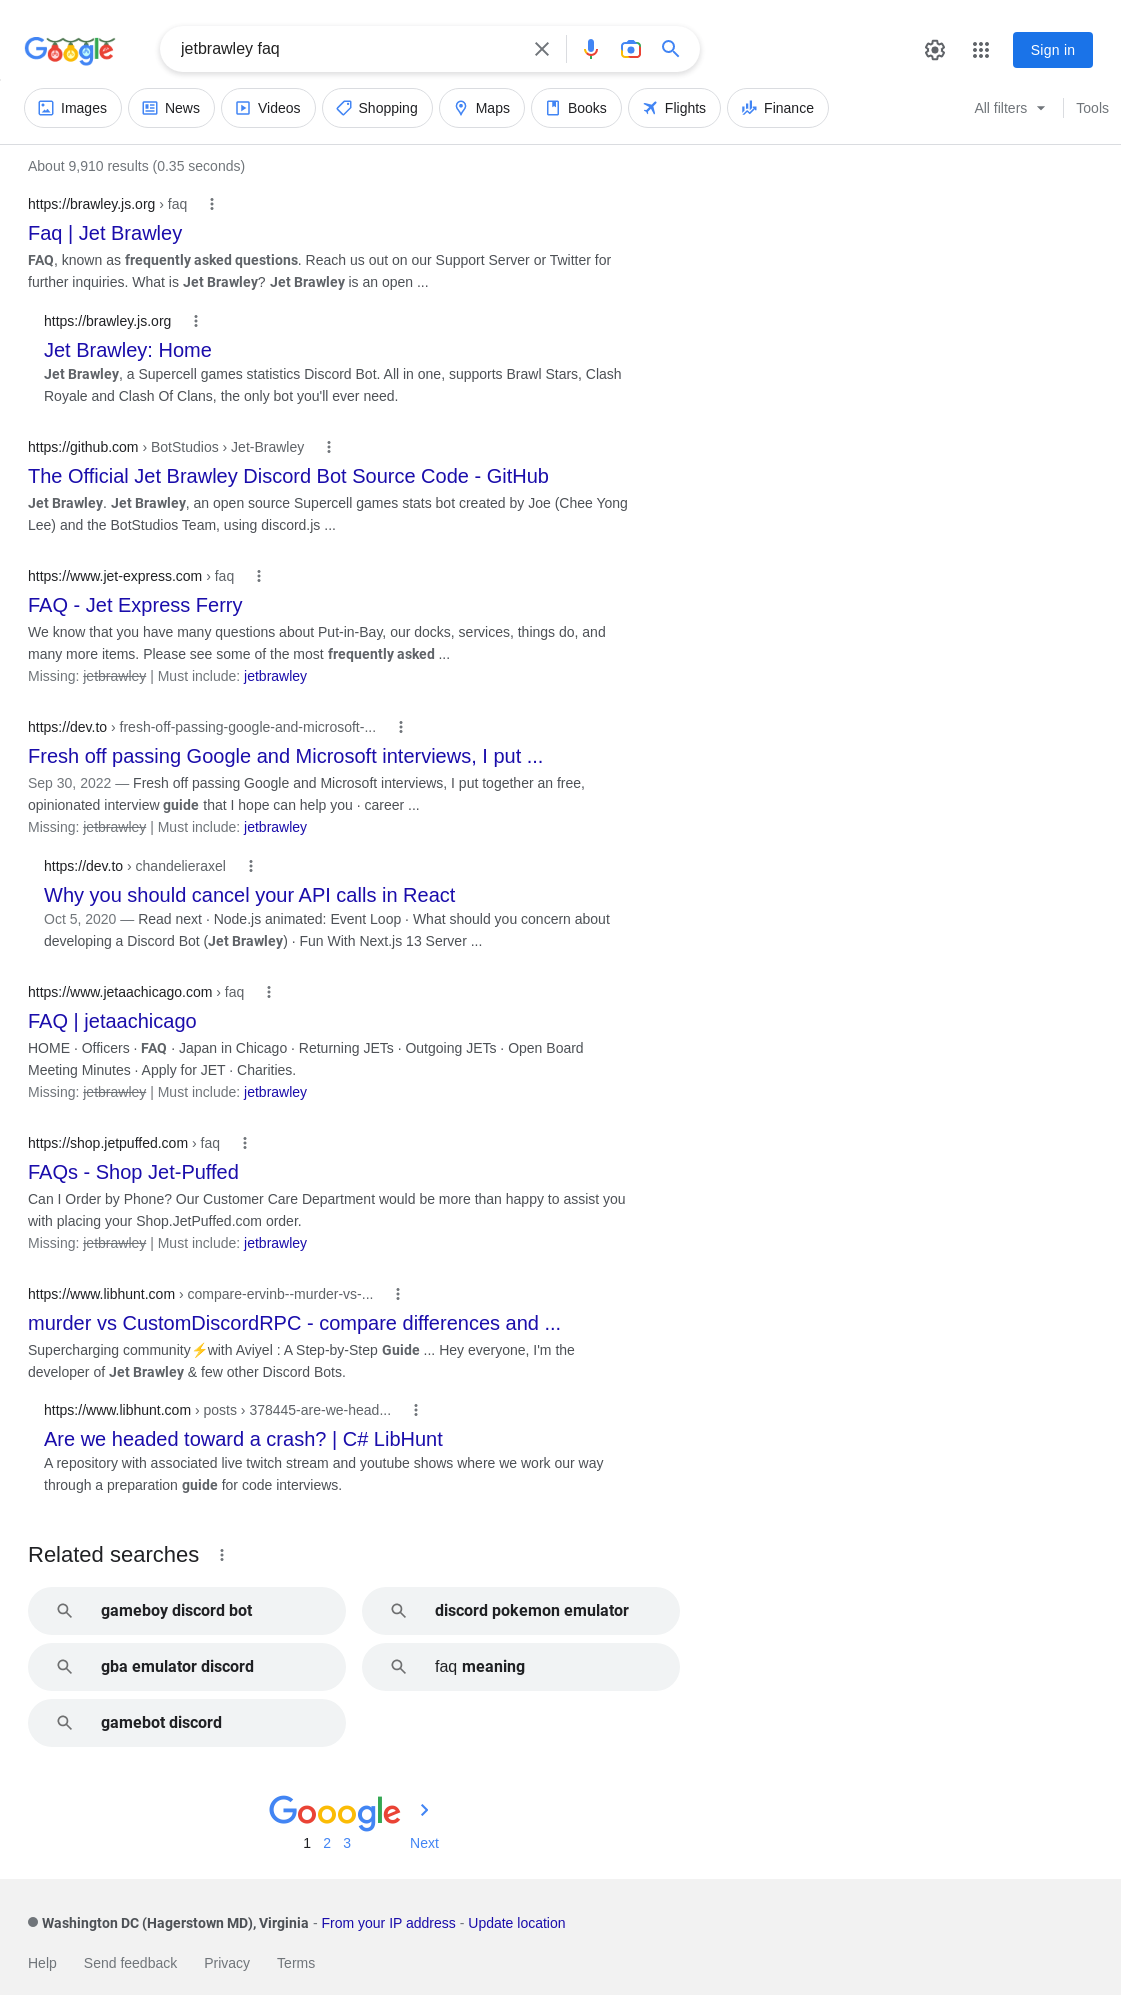 Google
jetbrawley faq
Sign in
Images
News
Videos
Shopping
Maps
Books
Flights
Finance
All filters
Tools
About 9,910 results (0.35 seconds)
https://brawley.js.org › faq
Faq | Jet Brawley
FAQ, known as frequently asked questions. Reach us out on our Support Server or Twitter for
further inquiries. What is Jet Brawley? Jet Brawley is an open ...
https://brawley.js.org
Jet Brawley: Home
Jet Brawley, a Supercell games statistics Discord Bot. All in one, supports Brawl Stars, Clash
Royale and Clash Of Clans, the only bot you'll ever need.
https://github.com › BotStudios › Jet-Brawley
The Official Jet Brawley Discord Bot Source Code - GitHub
Jet Brawley. Jet Brawley, an open source Supercell games stats bot created by Joe (Chee Yong
Lee) and the BotStudios Team, using discord.js ...
https://www.jet-express.com › faq
FAQ - Jet Express Ferry
We know that you have many questions about Put-in-Bay, our docks, services, things do, and
many more items. Please see some of the most frequently asked ...
Missing: jetbrawley | Must include: jetbrawley
https://dev.to › fresh-off-passing-google-and-microsoft-...
Fresh off passing Google and Microsoft interviews, I put ...
Sep 30, 2022 — Fresh off passing Google and Microsoft interviews, I put together an free,
opinionated interview guide that I hope can help you · career ...
Missing: jetbrawley | Must include: jetbrawley
https://dev.to › chandelieraxel
Why you should cancel your API calls in React
Oct 5, 2020 — Read next · Node.js animated: Event Loop · What should you concern about
developing a Discord Bot (Jet Brawley) · Fun With Next.js 13 Server ...
https://www.jetaachicago.com › faq
FAQ | jetaachicago
HOME · Officers · FAQ · Japan in Chicago · Returning JETs · Outgoing JETs · Open Board
Meeting Minutes · Apply for JET · Charities.
Missing: jetbrawley | Must include: jetbrawley
https://shop.jetpuffed.com › faq
FAQs - Shop Jet-Puffed
Can I Order by Phone? Our Customer Care Department would be more than happy to assist you
with placing your Shop.JetPuffed.com order.
Missing: jetbrawley | Must include: jetbrawley
https://www.libhunt.com › compare-ervinb--murder-vs-...
murder vs CustomDiscordRPC - compare differences and ...
Supercharging community⚡with Aviyel : A Step-by-Step Guide ... Hey everyone, I'm the
developer of Jet Brawley & few other Discord Bots.
https://www.libhunt.com › posts › 378445-are-we-head...
Are we headed toward a crash? | C# LibHunt
A repository with associated live twitch stream and youtube shows where we work our way
through a preparation guide for code interviews.
Related searches
gameboy discord bot
discord pokemon emulator
gba emulator discord
faq meaning
gamebot discord
Gooogle
1 2 3 Next
Washington DC (Hagerstown MD), Virginia - From your IP address - Update location
Help Send feedback Privacy Terms